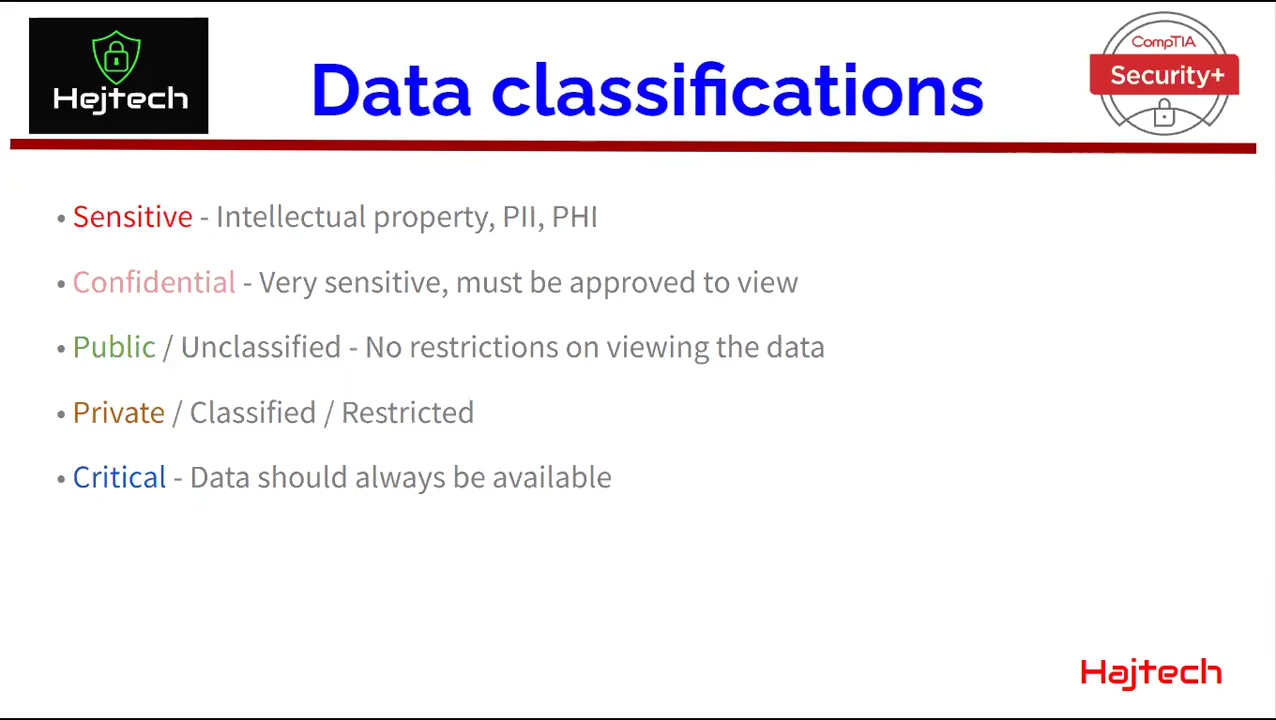 Hejtech
Data classifications
CompTIA
Security+
• Sensitive - Intellectual property, PII, PHI
• Confidential - Very sensitive, must be approved to view
• Public / Unclassified - No restrictions on viewing the data
• Private / Classified / Restricted
• Critical - Data should always be available
Hajtech